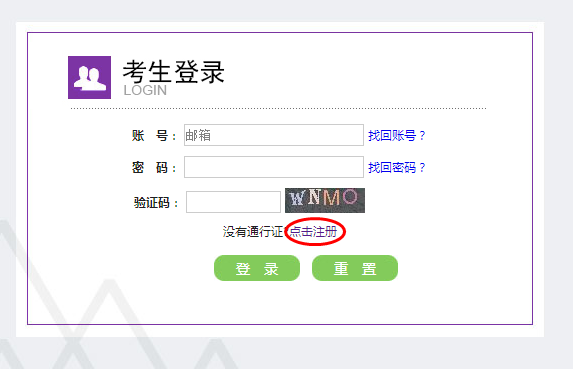 考生登录
LOGIN
账 号： 邮箱 找回账号？
密 码： 找回密码？
验证码： WNMO
没有通行证 点击注册
登 录 重 置